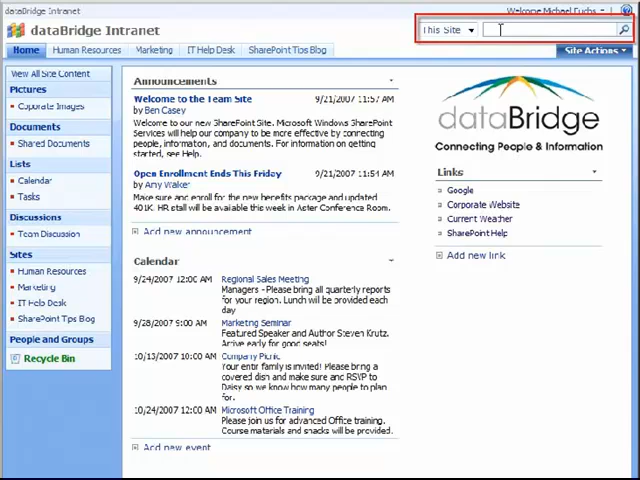 dataBridge Intranet
Welcome Michael Fuchs
dataBridge Intranet
This Site
Home
Human Resources
Marketing
IT Help Desk
SharePoint Tips Blog
Site Actions
View All Site Content
Pictures
Coporate Images
Documents
Shared Documents
Lists
Calendar
Tasks
Discussions
Team Discussion
Sites
Human Resources
Marketing
IT Help Desk
SharePoint Tips Blog
People and Groups
Recycle Bin
Announcements
Welcome to the Team Site 9/21/2007 11:57 AM
by Ben Casey
Welcome to our new SharePoint Site. Microsoft Windows SharePoint
Services will help our company to be more effective by connecting
people, information, and documents. For information on getting
started, see Help.
Open Enrollment Ends This Friday 9/21/2007 11:54 AM
by Amy Walker
Make sure and enroll for the new benefits package and updated
401K. HR stall will be available this week in Aster Conference Room.
Add new announcement
Calendar
9/24/2007 12:00 AM Regional Sales Meeting
Managers - Please bring all quarterly reports
for your region. Lunch will be provided each
day
9/28/2007 9:00 AM Marketing Seminar
Featured Speaker and Author Steven Krutz.
Arrive early for good seats!
10/13/2007 10:00 AM Company Picnic
Your entir family is invited! Please bring a
covered dish and make sure and RSVP to
Daisy so we know how many people to plan
for.
10/24/2007 12:00 AM Microsoft Office Training
Please join us for advanced Office training.
Course materials and snacks will be provided.
Add new event
dataBridge
Connecting People & Information
Links
Google
Corporate Website
Current Weather
SharePoint Help
Add new link